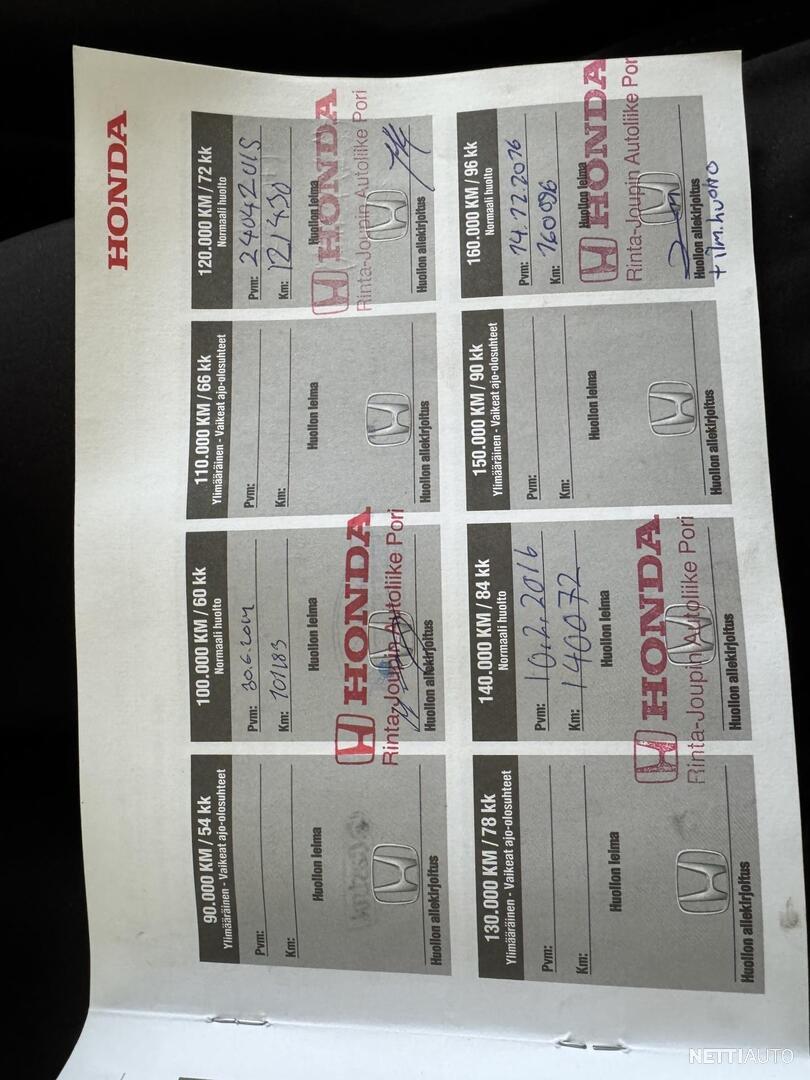 HONDA
90.000 KM / 54 kk
Ylimääräinen - Vaikeat ajo-olosuhteet
Pvm:
Km:
Huollon leima
Huollon allekirjoitus
100.000 KM / 60 kk
Normaali huolto
Pvm: 30.6.2014
Km: 101183
Huollon leima
HONDA
Rinta-Joupin Autoliike Pori
Huollon allekirjoitus
110.000 KM / 66 kk
Ylimääräinen - Vaikeat ajo-olosuhteet
Pvm:
Km:
Huollon leima
Huollon allekirjoitus
120.000 KM / 72 kk
Normaali huolto
Pvm: 24042015
Km: 121430
Huollon leima
HONDA
Rinta-Joupin Autoliike Pori
Huollon allekirjoitus
130.000 KM / 78 kk
Ylimääräinen - Vaikeat ajo-olosuhteet
Pvm:
Km:
Huollon leima
Huollon allekirjoitus
140.000 KM / 84 kk
Normaali huolto
Pvm: 10.2.2016
Km: 140072
Huollon leima
HONDA
Rinta-Joupin Autoliike Pori
Huollon allekirjoitus
150.000 KM / 90 kk
Ylimääräinen - Vaikeat ajo-olosuhteet
Pvm:
Km:
Huollon leima
Huollon allekirjoitus
160.000 KM / 96 kk
Normaali huolto
Pvm: 14.12.2016
Km: 160096
Huollon leima
HONDA
Rinta-Joupin Autoliike Por
Huollon allekirjoitus
+ ilm.huolto
NETTIAUTO